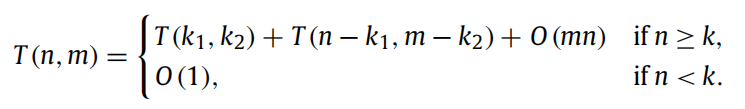 T(n, m) = { T(k₁, k₂) + T(n − k₁, m − k₂) + O(mn) if n ≥ k,
O(1), if n < k.